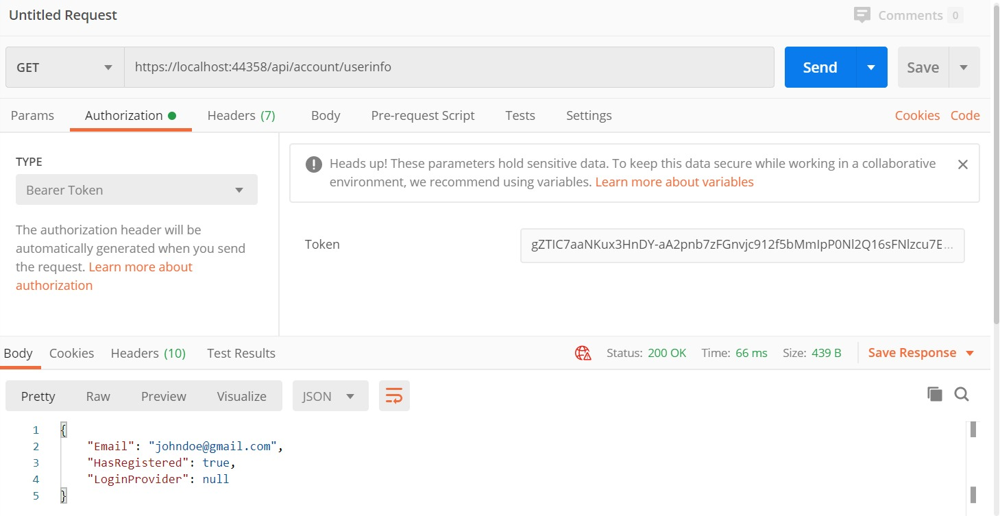 Untitled Request
Comments 0
GET
https://localhost:44358/api/account/userinfo
Send
Save
Params Authorization Headers (7) Body Pre-request Script Tests Settings Cookies Code
TYPE
Bearer Token
The authorization header will be
automatically generated when you send
the request. Learn more about
authorization
Heads up! These parameters hold sensitive data. To keep this data secure while working in a collaborative
environment, we recommend using variables. Learn more about variables
Token
gZTIC7aaNKux3HnDY-aA2pnb7zFGnvjc912f5bMmIpP0Nl2Q16sFNlzcu7E...
Body Cookies Headers (10) Test Results Status: 200 OK Time: 66 ms Size: 439 B Save Response
Pretty Raw Preview Visualize JSON
1 {
2 "Email": "johndoe@gmail.com",
3 "HasRegistered": true,
4 "LoginProvider": null
5 }